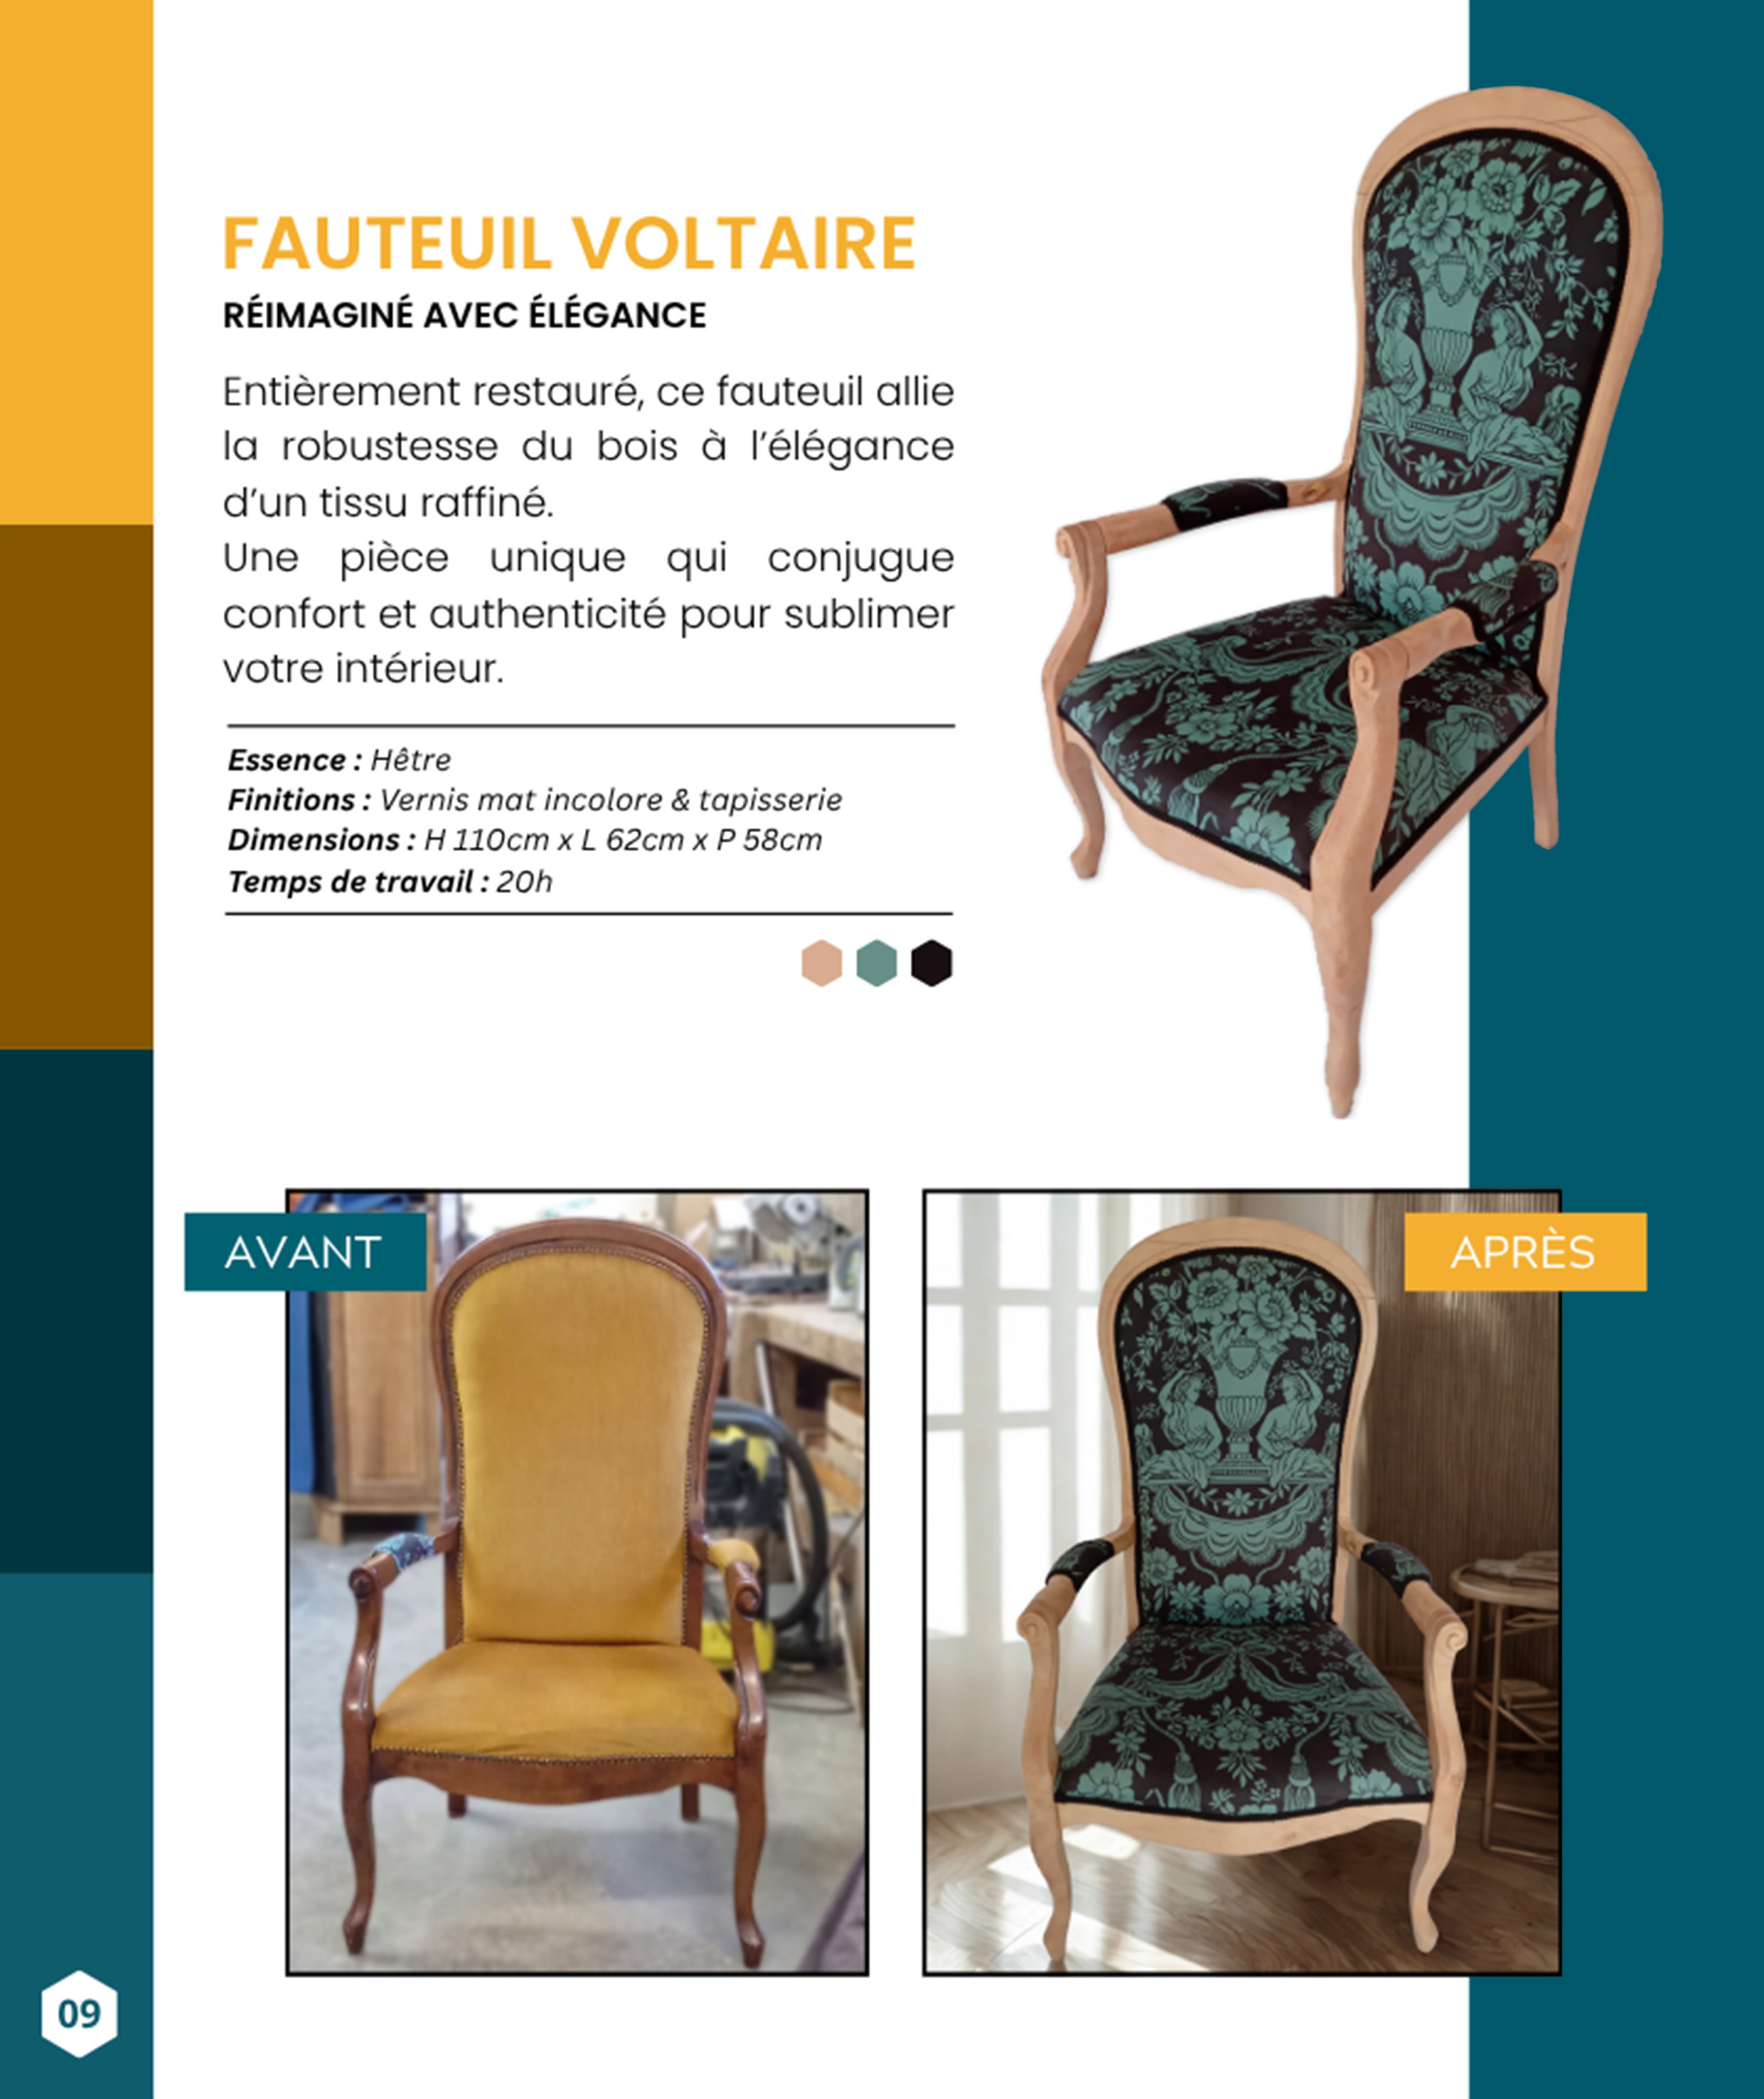 FAUTEUIL VOLTAIRE
RÉIMAGINÉ AVEC ÉLÉGANCE
Entièrement restauré, ce fauteuil allie
la robustesse du bois à l’élégance
d’un tissu raffiné.
Une pièce unique qui conjugue
confort et authenticité pour sublimer
votre intérieur.
Essence : Hêtre
Finitions : Vernis mat incolore & tapisserie
Dimensions : H 110cm x L 62cm x P 58cm
Temps de travail : 20h
AVANT
APRÈS
09